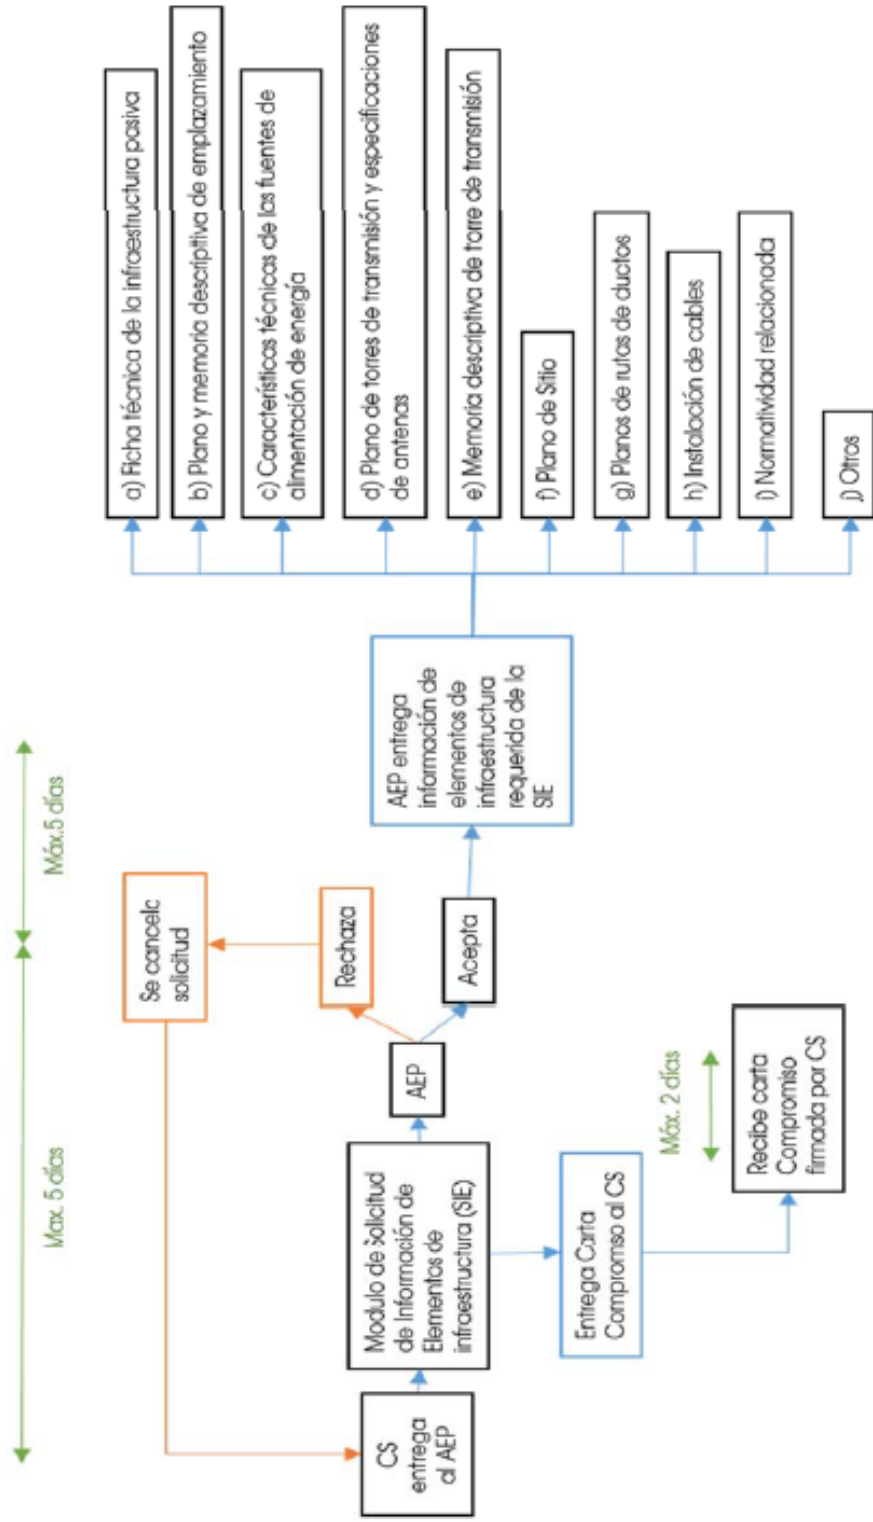 Max. 5 días
Máx.5 días
CS
entrega
al AEP
Modulo de Solicitud
de Información de
Elementos de
infraestructura (SIE)
AEP
Rechaza
Se cancela
solicitud
Acepta
Entrega Carta
Compromiso al CS
Máx. 2 días
Recibe carta
Compromiso
firmada por CS
AEP entrega
información de
elementos de
infraestructura
requerida de la
SIE
a) Ficha técnica de la infraestructura pasiva
b) Plano y memoria descriptiva de emplazamiento
c) Características técnicas de las fuentes de
alimentación de energía
d) Plano de torres de transmisión y especificaciones
de antenas
e) Memoria descriptiva de torre de transmisión
f) Plano de Sitio
g) Planos de rutas de ductos
h) Instalación de cables
i) Normatividad relacionada
j) Otros